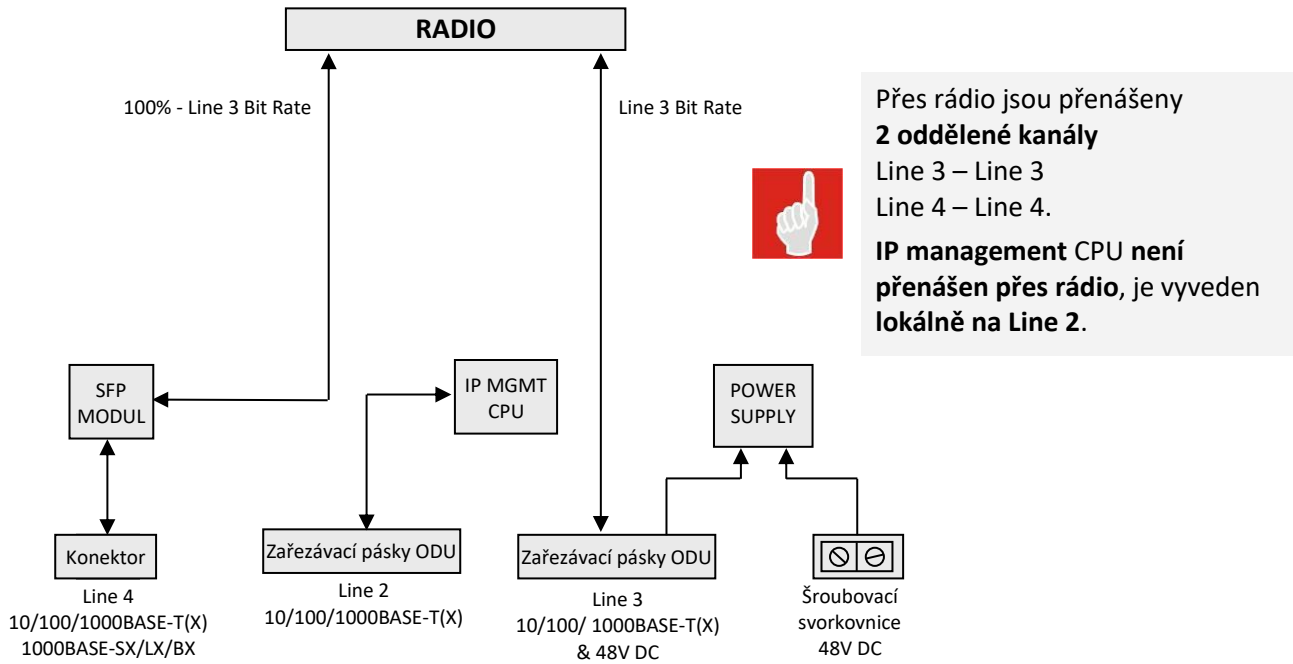 RADIO
100% - Line 3 Bit Rate
Line 3 Bit Rate
Přes rádio jsou přenášeny
2 oddělené kanály
Line 3 – Line 3
Line 4 – Line 4.
IP management CPU není
přenášen přes rádio, je vyveden
lokálně na Line 2.
SFP
MODUL
IP MGMT
CPU
POWER
SUPPLY
Konektor
Line 4
10/100/1000BASE-T(X)
1000BASE-SX/LX/BX
Zařezávací pásky ODU
Line 2
10/100/1000BASE-T(X)
Zařezávací pásky ODU
Line 3
10/100/ 1000BASE-T(X)
& 48V DC
Šroubovací
svorkovnice
48V DC